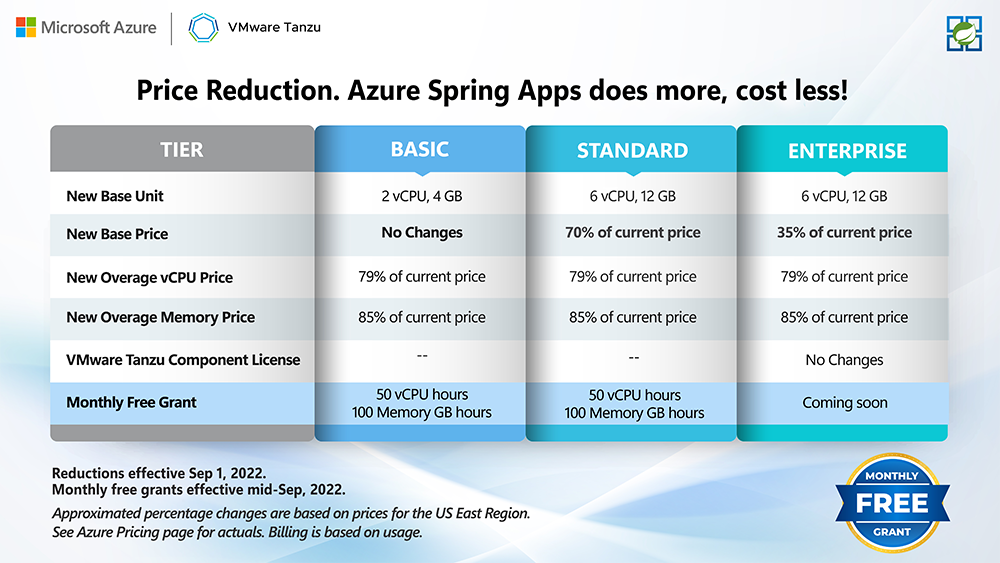 Microsoft Azure
VMware Tanzu
Price Reduction. Azure Spring Apps does more, cost less!
TIER BASIC STANDARD ENTERPRISE
New Base Unit 2 vCPU, 4 GB 6 vCPU, 12 GB 6 vCPU, 12 GB
New Base Price No Changes 70% of current price 35% of current price
New Overage vCPU Price 79% of current price 79% of current price 79% of current price
New Overage Memory Price 85% of current price 85% of current price 85% of current price
VMware Tanzu Component License -- -- No Changes
Monthly Free Grant 50 vCPU hours 50 vCPU hours Coming soon
100 Memory GB hours 100 Memory GB hours
Reductions effective Sep 1, 2022.
Monthly free grants effective mid-Sep, 2022.
Approximated percentage changes are based on prices for the US East Region.
See Azure Pricing page for actuals. Billing is based on usage.
MONTHLY
FREE
GRANT